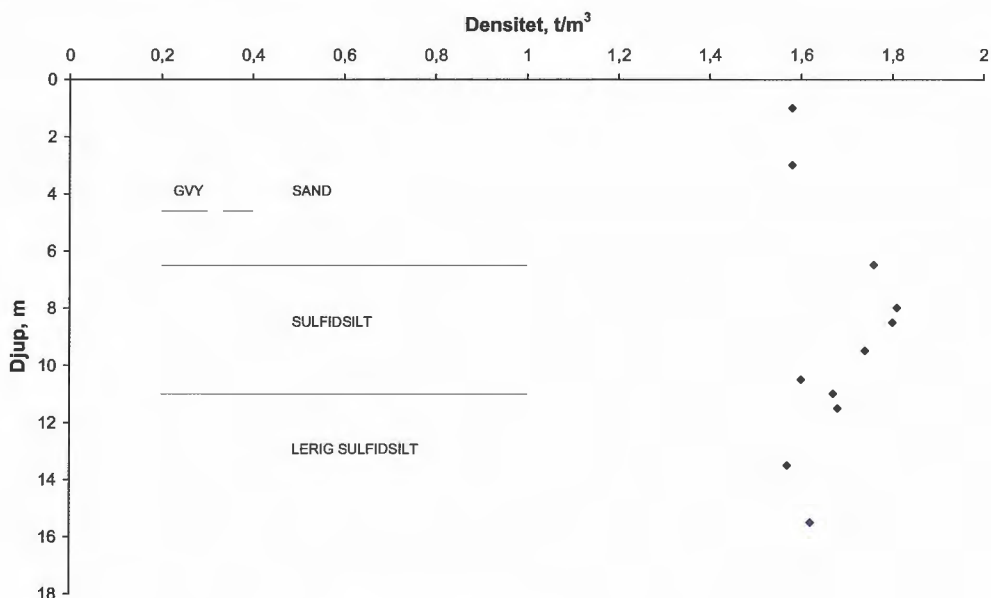 Densitet, t/m³
0 0,2 0,4 0,6 0,8 1 1,2 1,4 1,6 1,8 2
0
2
4
6
8
10
12
14
16
18
Djup, m
GVY SAND
SULFIDSILT
LERIG SULFIDSILT